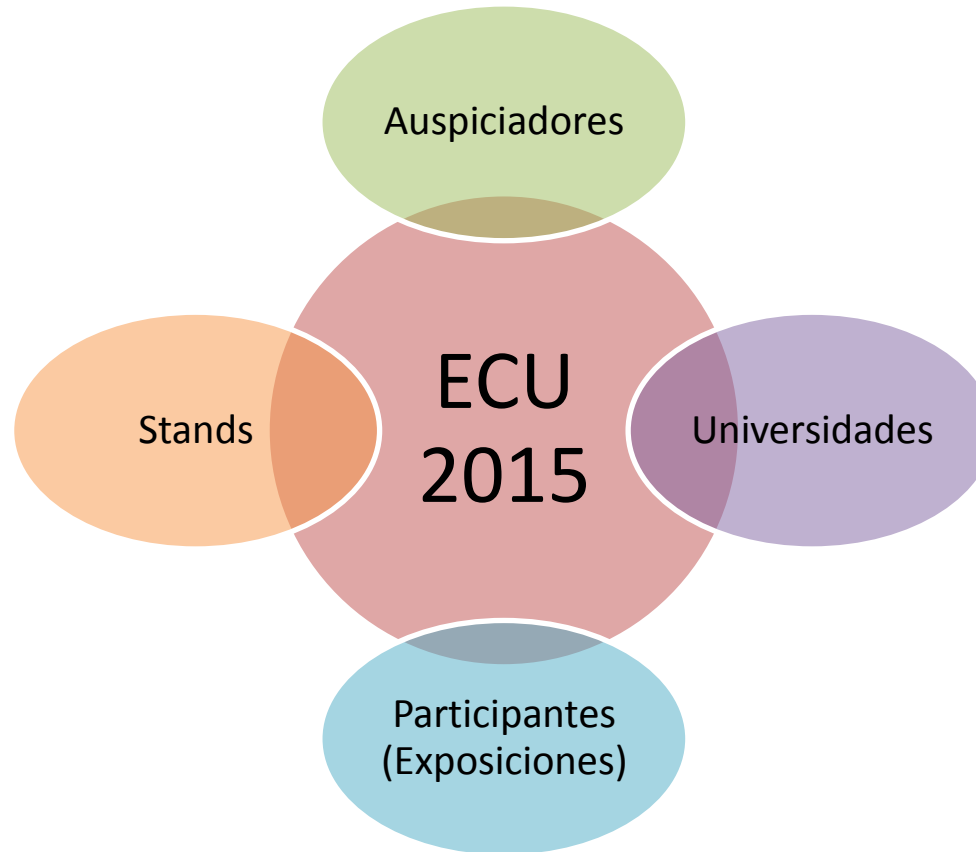 Auspiciadores
ECU
2015
Stands
Universidades
Participantes
(Exposiciones)